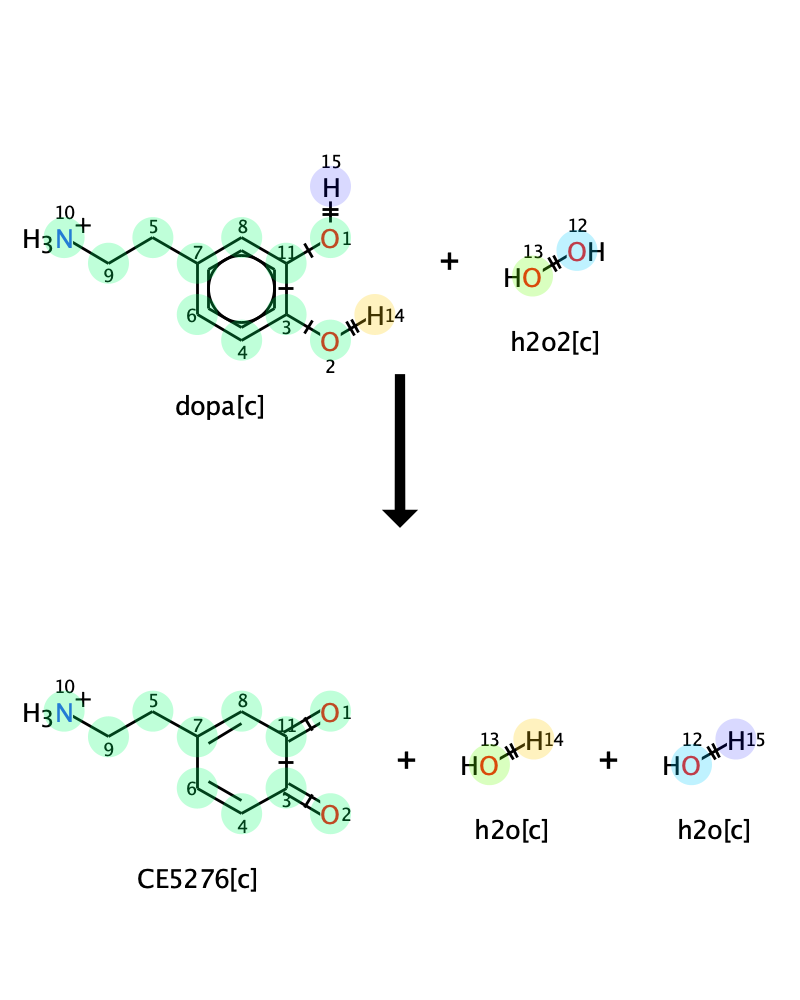 15
H
10 + 5 8 O1 12
H3N 7 11 + 13 OH
9 HO
6 3 H14
4 O h2o2[c]
2
dopa[c]
10 + 5 8 O1
H3N 7 11 13 H14 12 H15
9 + HO + HO
6 3
4 O2 h2o[c] h2o[c]
CE5276[c]